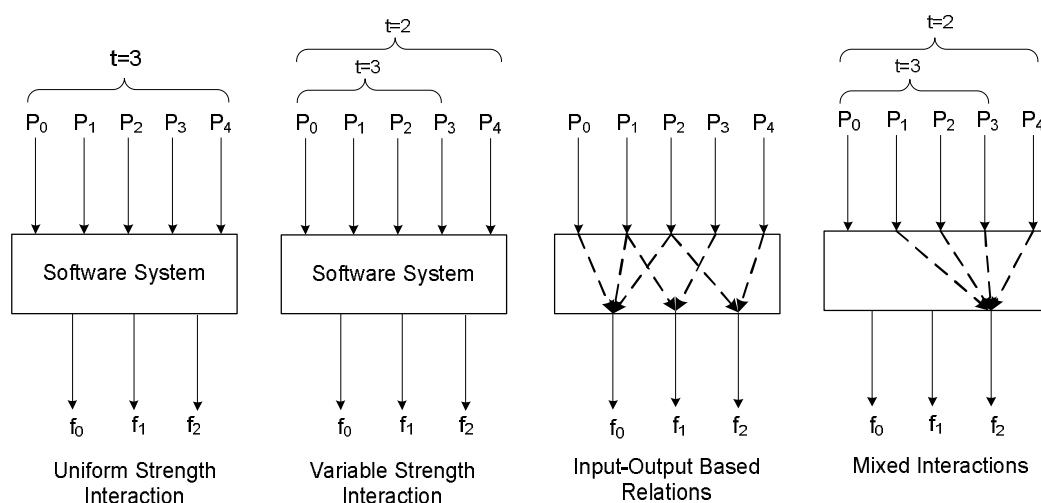 t=3
P0 P1 P2 P3 P4
Software System
f0 f1 f2
Uniform Strength
Interaction
t=2
t=3
P0 P1 P2 P3 P4
Software System
f0 f1 f2
Variable Strength
Interaction
P0 P1 P2 P3 P4
f0 f1 f2
Input-Output Based
Relations
t=2
t=3
P0 P1 P2 P3 P4
f0 f1 f2
Mixed Interactions